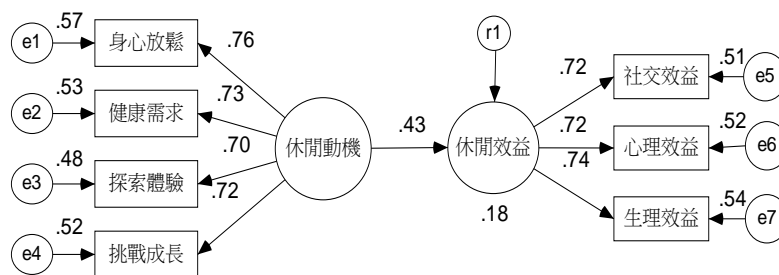 r1
.57
e1
身心放鬆
.76
.53
e2
健康需求
.73
.48
e3
探索體驗
.70
.52
e4
挑戰成長
.72
休閒動機
.43
休閒效益
.18
.72
社交效益
.51
e5
.72
心理效益
.52
e6
.74
生理效益
.54
e7